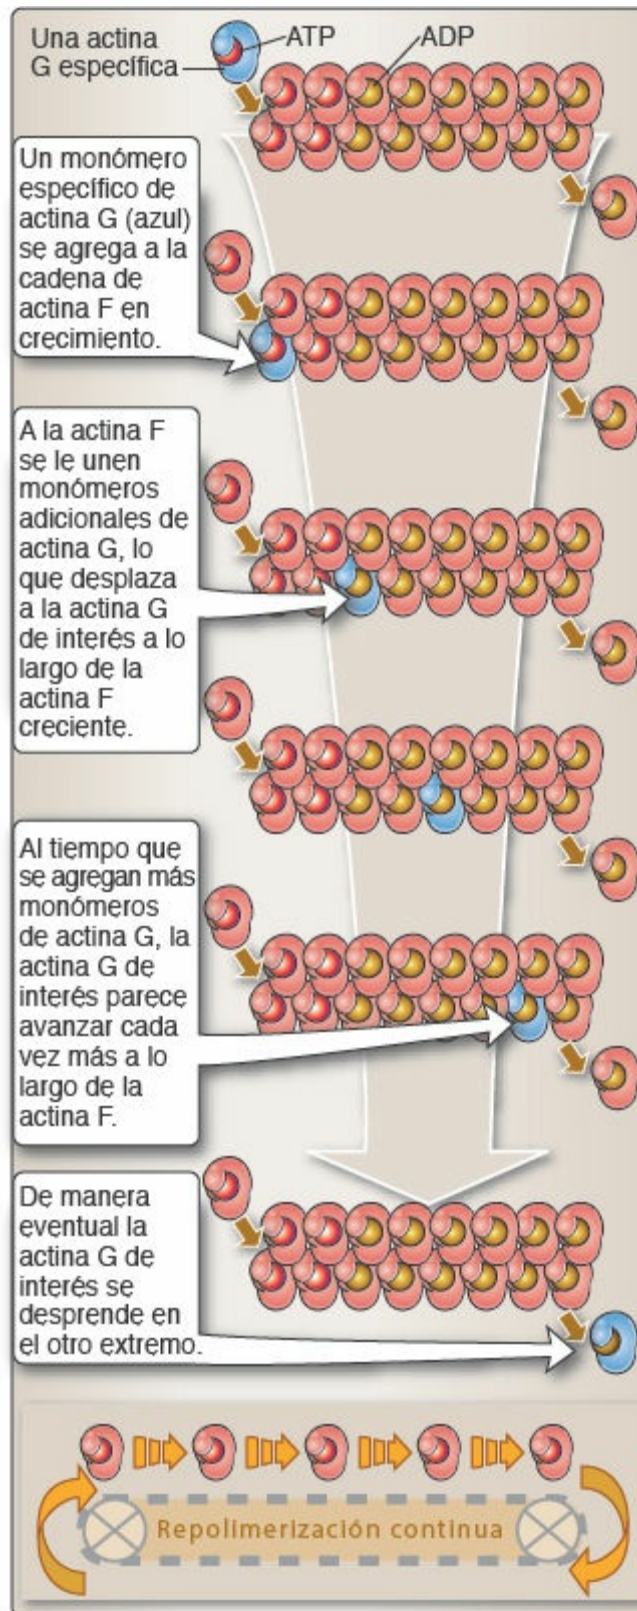 Una actina
G específica
ATP
ADP
Un monómero
específico de
actina G (azul)
se agrega a la
cadena de
actina F en
crecimiento.
A la actina F
se le unen
monómeros
adicionales de
actina G, lo
que desplaza
a la actina G
de interés a lo
largo de la
actina F
creciente.
Al tiempo que
se agregan más
monómeros
de actina G, la
actina G de
interés parece
avanzar cada
vez más a lo
largo de la
actina F.
De manera
eventual la
actina G de
interés se
desprende en
el otro extremo.
Repolimerización continua